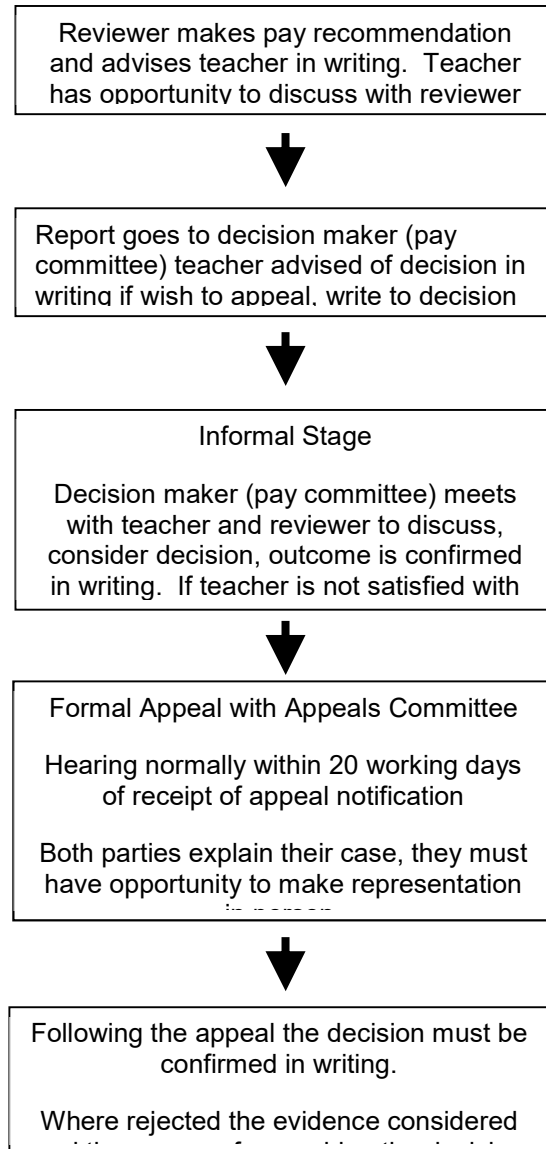 Reviewer makes pay recommendation
and advises teacher in writing.  Teacher
has opportunity to discuss with reviewer
Report goes to decision maker (pay
committee) teacher advised of decision in
writing if wish to appeal, write to decision
Informal Stage
Decision maker (pay committee) meets
with teacher and reviewer to discuss,
consider decision, outcome is confirmed
in writing.  If teacher is not satisfied with
Formal Appeal with Appeals Committee
Hearing normally within 20 working days
of receipt of appeal notification
Both parties explain their case, they must
have opportunity to make representation
in person
Following the appeal the decision must be
confirmed in writing.
Where rejected the evidence considered